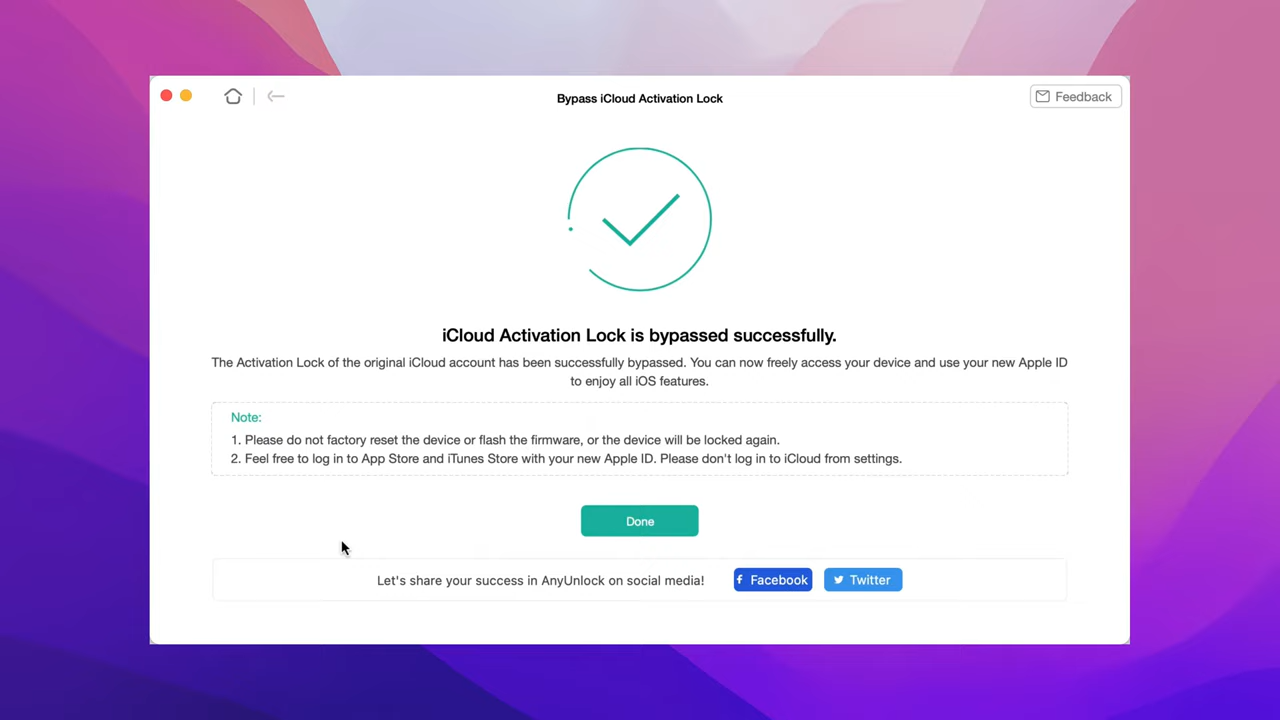 Bypass iCloud Activation Lock
Feedback
iCloud Activation Lock is bypassed successfully.
The Activation Lock of the original iCloud account has been successfully bypassed. You can now freely access your device and use your new Apple ID
to enjoy all iOS features.
Note:
1. Please do not factory reset the device or flash the firmware, or the device will be locked again.
2. Feel free to log in to App Store and iTunes Store with your new Apple ID. Please don't log in to iCloud from settings.
Done
Let's share your success in AnyUnlock on social media! Facebook Twitter